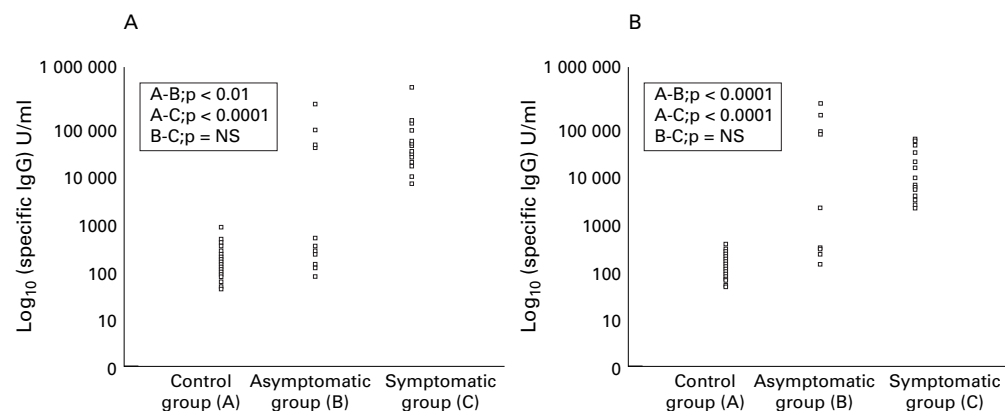 A
Log10 (specific IgG) U/ml
1 000 000
100 000
10 000
1000
100
10
0
A-B;p < 0.01
A-C;p < 0.0001
B-C;p = NS
Control
group (A)
Asymptomatic
group (B)
Symptomatic
group (C)
B
Log10 (specific IgG) U/ml
1 000 000
100 000
10 000
1000
100
10
0
A-B;p < 0.0001
A-C;p < 0.0001
B-C;p = NS
Control
group (A)
Asymptomatic
group (B)
Symptomatic
group (C)